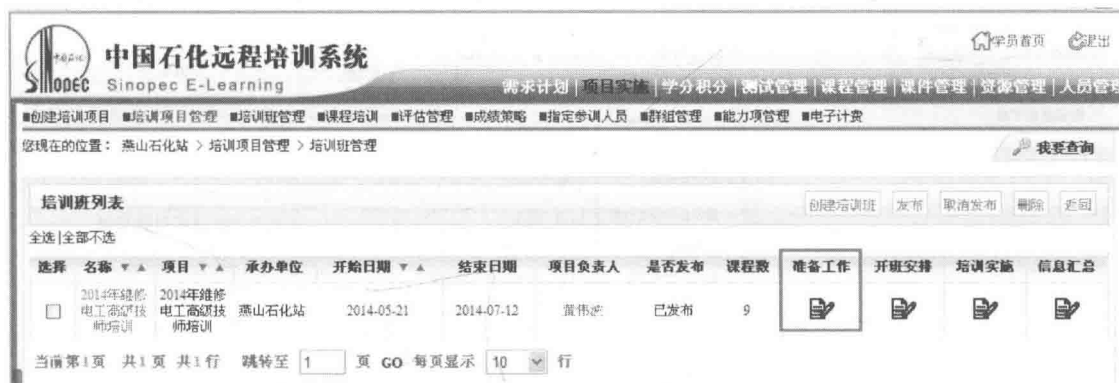 学员首页 退出
中国石化远程培训系统
SINOPEC Sinopec E-Learning
需求计划 | 项目实施 | 学分积分 | 测试管理 | 课程管理 | 课件管理 | 资源管理 | 人员管理
■创建培训项目 ■培训项目管理 ■培训班管理 ■课程培训 ■评估管理 ■成绩策略 ■指定参训人员 ■群组管理 ■能力项管理 ■电子计费
您现在的位置： 燕山石化站 > 培训项目管理 > 培训班管理 我要查询
培训班列表 创建培训班 发布 取消发布 删除 返回
全选|全部不选
选择 名称 ▼▲ 项目 ▼▲ 承办单位 开始日期 ▼▲ 结束日期 项目负责人 是否发布 课程数 准备工作 开班安排 培训实施 信息汇总
2014年维修 2014年维修
电工高级技 电工高级技 燕山石化站 2014-05-21 2014-07-12 黄伟 已发布 9
师培训 师培训
当前第1页 共1页 共1行 跳转至 1 页 GO 每页显示 10 行